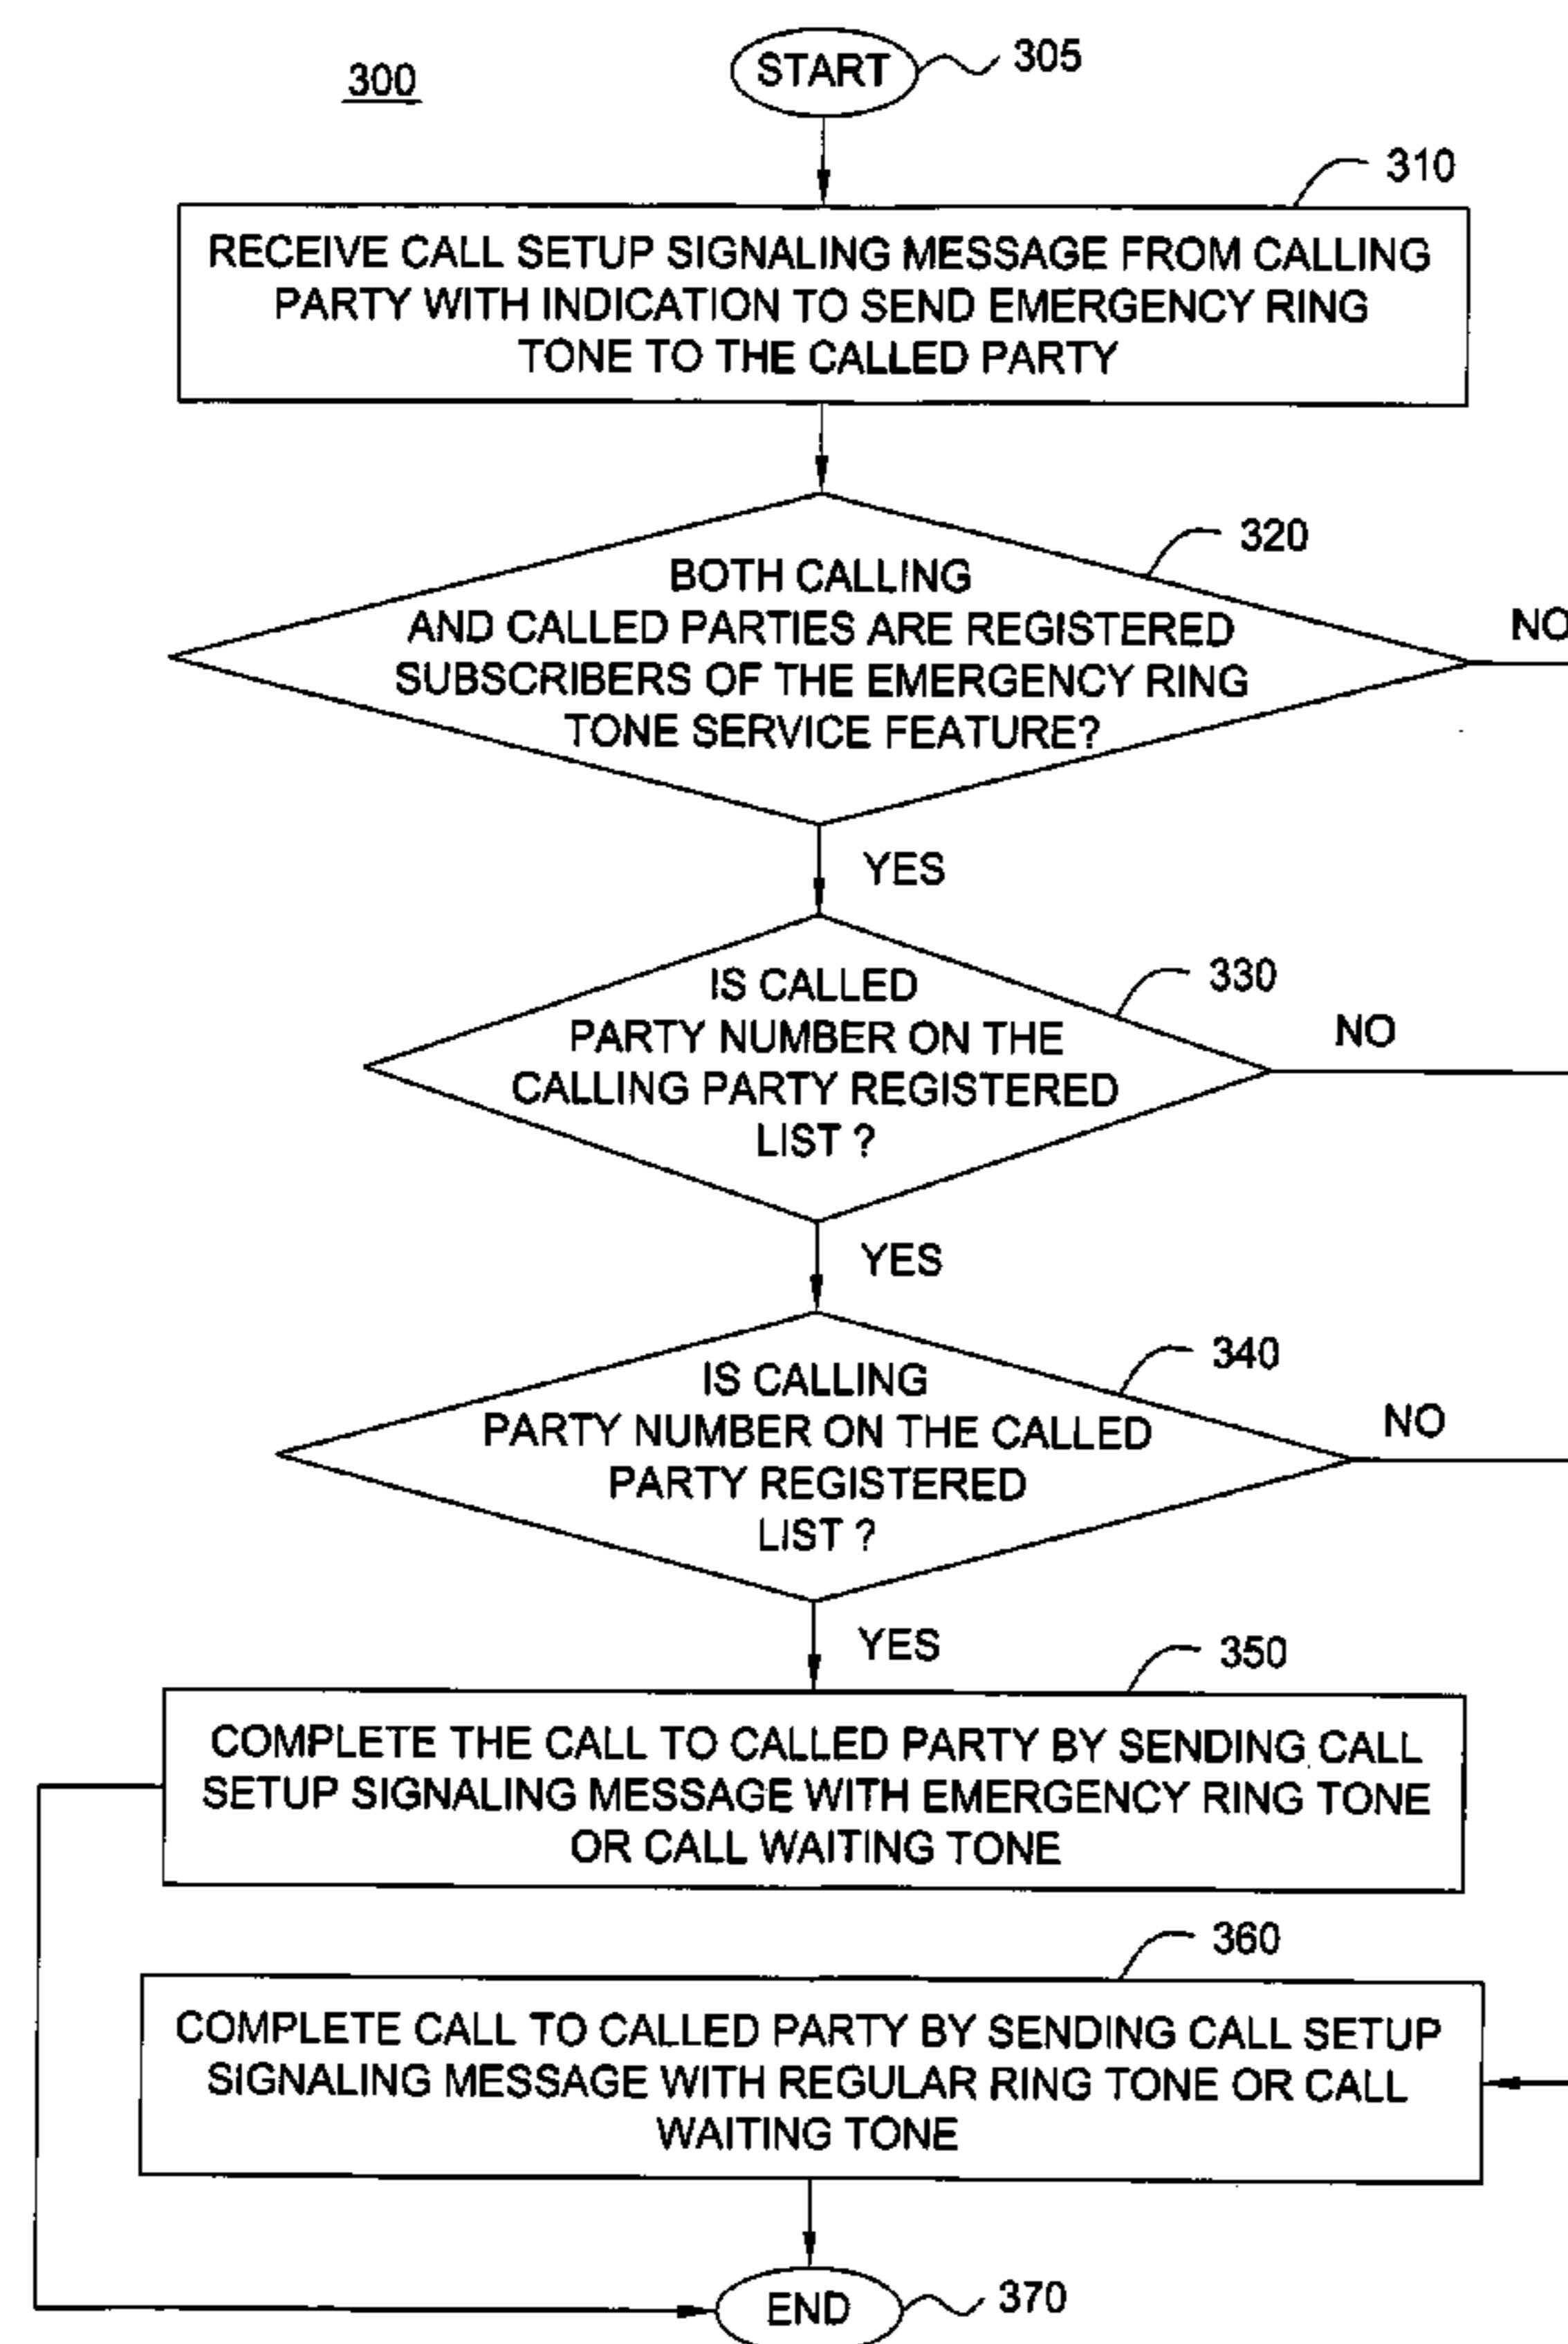 300
START
305
310
RECEIVE CALL SETUP SIGNALING MESSAGE FROM CALLING
PARTY WITH INDICATION TO SEND EMERGENCY RING
TONE TO THE CALLED PARTY
320
BOTH CALLING
AND CALLED PARTIES ARE REGISTERED
SUBSCRIBERS OF THE EMERGENCY RING
TONE SERVICE FEATURE?
NO
YES
330
IS CALLED
PARTY NUMBER ON THE
CALLING PARTY REGISTERED
LIST ?
NO
YES
340
IS CALLING
PARTY NUMBER ON THE CALLED
PARTY REGISTERED
LIST ?
NO
YES
350
COMPLETE THE CALL TO CALLED PARTY BY SENDING CALL
SETUP SIGNALING MESSAGE WITH EMERGENCY RING TONE
OR CALL WAITING TONE
360
COMPLETE CALL TO CALLED PARTY BY SENDING CALL SETUP
SIGNALING MESSAGE WITH REGULAR RING TONE OR CALL
WAITING TONE
END
370